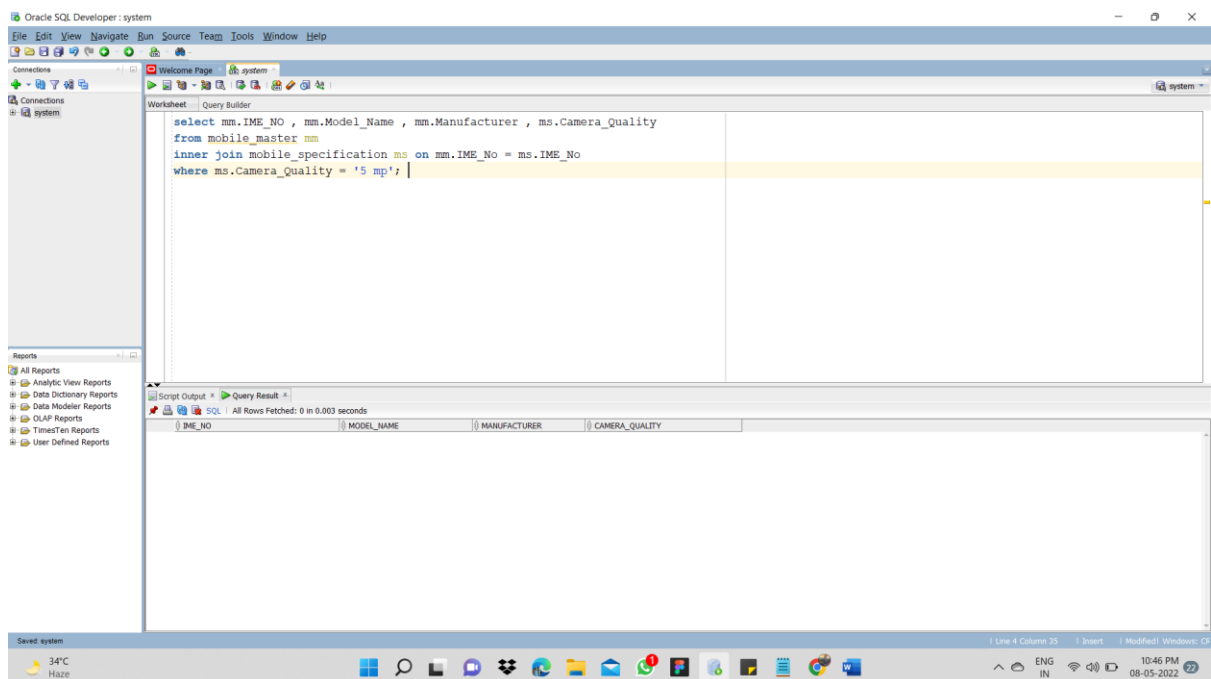 Oracle SQL Developer : system
File Edit View Navigate Run Source Team Tools Window Help
Connections
Welcome Page
system
system
Connections
system
Worksheet Query Builder
select mm.IME_NO , mm.Model_Name , mm.Manufacturer , ms.Camera_Quality
from mobile_master mm
inner join mobile_specification ms on mm.IME_No = ms.IME_No
where ms.Camera_Quality = '5 mp';
Reports
All Reports
Analytic View Reports
Data Dictionary Reports
Data Modeler Reports
OLAP Reports
TimesTen Reports
User Defined Reports
Script Output Query Result
SQL All Rows Fetched: 0 in 0.003 seconds
IME_NO MODEL_NAME MANUFACTURER CAMERA_QUALITY
Saved: system
Line 4 Column 35 Insert Modified Windows: CF
34°C
Haze
1
ENG
IN
10:46 PM
08-05-2022
22